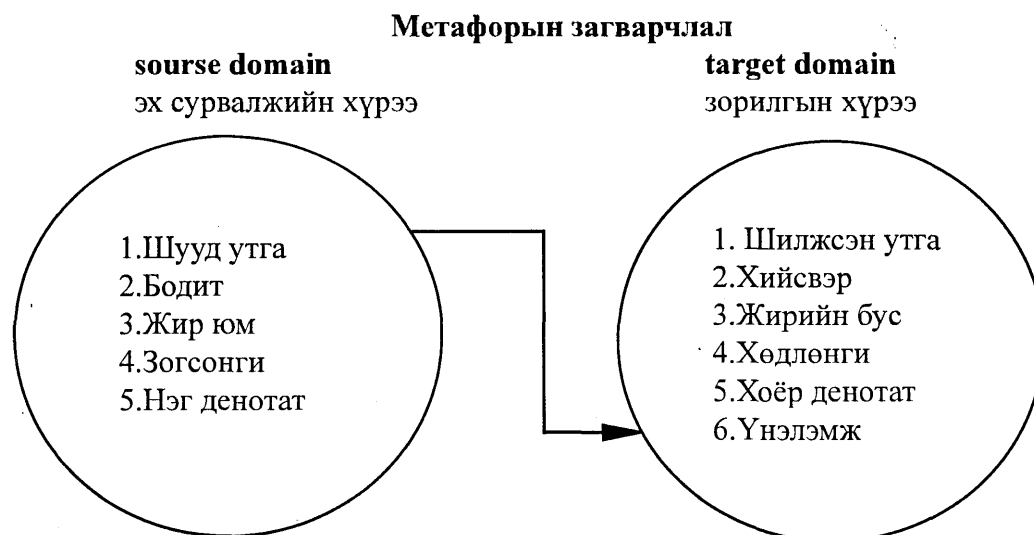 Метафорын загварчлал
sourse domain
эх сурвалжийн хүрээ
target domain
зорилгын хүрээ
1.Шууд утга
2.Бодит
3.Жир юм
4.Зогсонги
5.Нэг денотат
1. Шилжсэн утга
2.Хийсвэр
3.Жирийн бус
4.Хөдлөнги
5.Хоёр денотат
6.Үнэлэмж